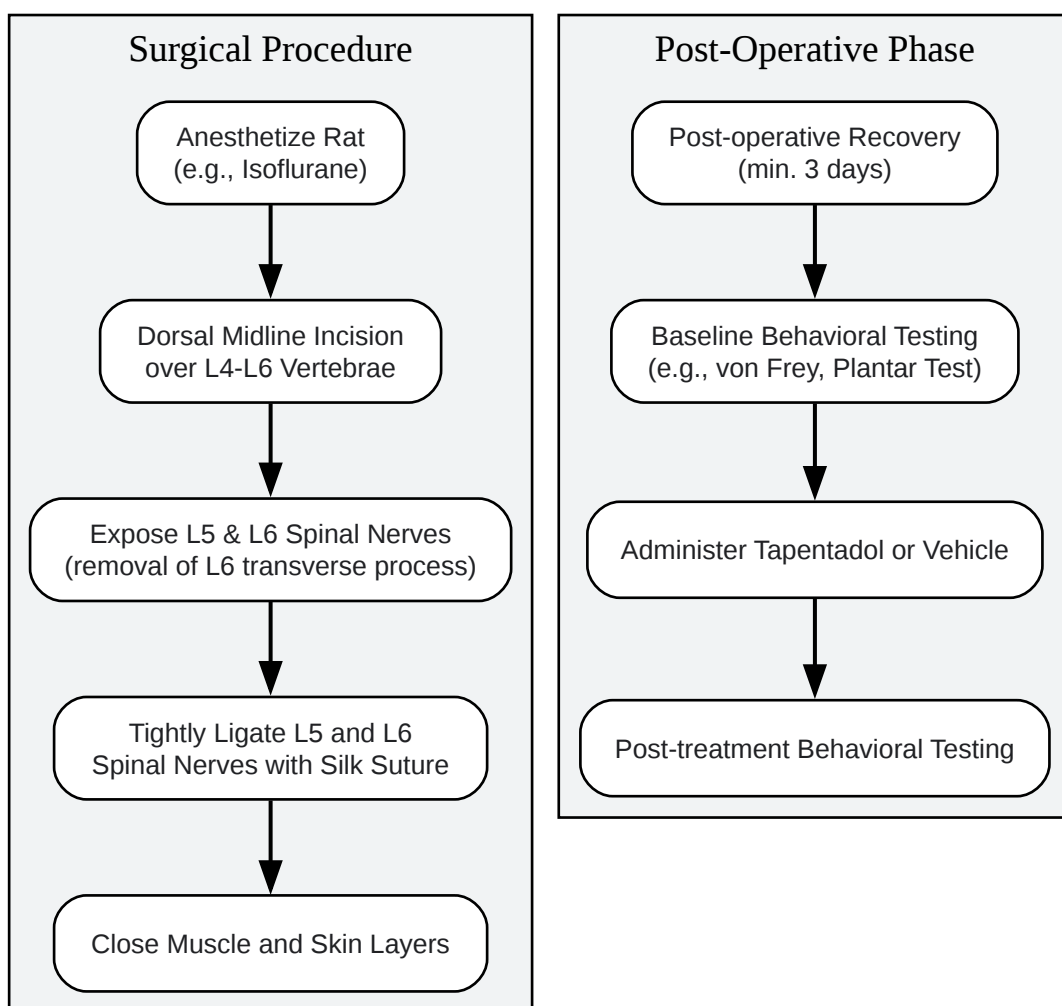 Surgical Procedure
Anesthetize Rat
(e.g., Isoflurane)
Dorsal Midline Incision
over L4-L6 Vertebrae
Expose L5 & L6 Spinal Nerves
(removal of L6 transverse process)
Tightly Ligate L5 and L6
Spinal Nerves with Silk Suture
Close Muscle and Skin Layers
Post-Operative Phase
Post-operative Recovery
(min. 3 days)
Baseline Behavioral Testing
(e.g., von Frey, Plantar Test)
Administer Tapentadol or Vehicle
Post-treatment Behavioral Testing